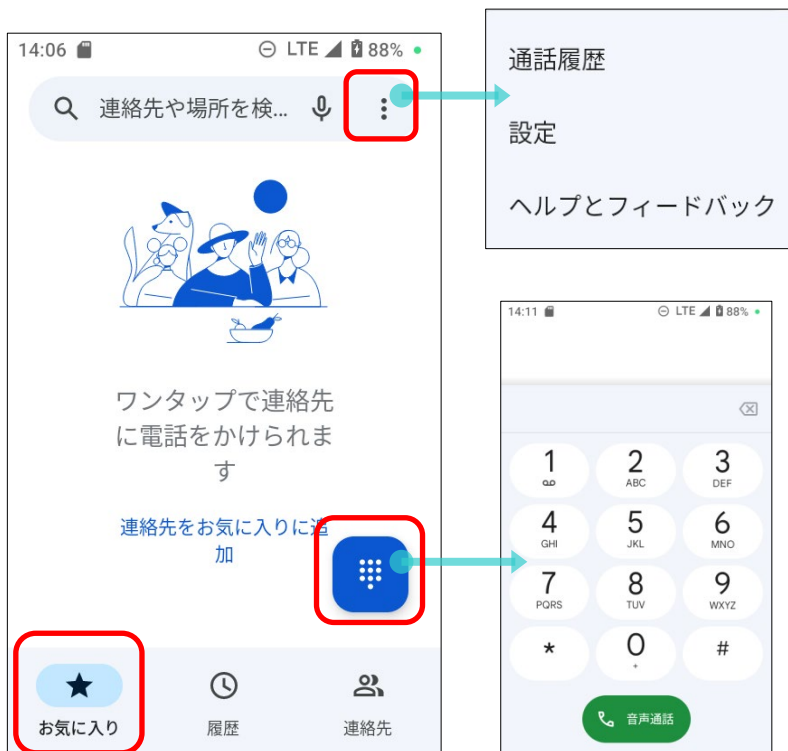 14:06 LTE 88%
連絡先や場所を検...
ワンタップで連絡先
に電話をかけられま
す
連絡先をお気に入りに追
加
お気に入り 履歴 連絡先
通話履歴
設定
ヘルプとフィードバック
14:11 LTE 88%
1 2 3
ABC DEF
4 5 6
GHI JKL MNO
7 8 9
PQRS TUV WXYZ
* 0 #
+
音声通話